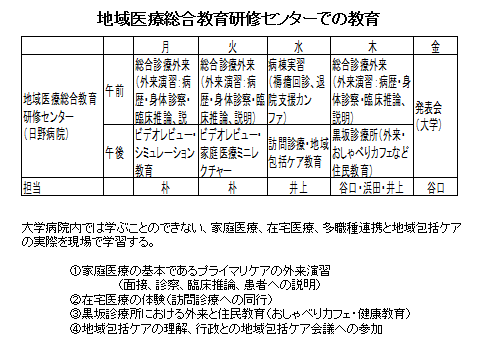 地域医療総合教育研修センターでの教育
月 火 水 木 金
地域医療総合教育
研修センター
(日野病院)
午前
総合診療外来
(外来演習:病
歴・身体診察・
臨床推論、説
総合診療外来
(外来演習:病
歴・身体診察・臨
床推論、説明)
病棟実習
(褥瘡回診、退
院支援カン
ファ)
総合診療外来
(外来演習:病
歴・身体診察・
臨床推論、説明)
発表会
(大学)
午後
ビデオレビュー・
シミュレーション
教育
ビデオレビュー・
家庭医療ミニレ
クチャー
訪問診療・地域
包括ケア教育
黒坂診療所(外来・
おしゃべりカフェなど
住民教育)
担当 朴 朴 井上 谷口・浜田・井上 谷口
大学病院内では学ぶことのできない、家庭医療、在宅医療、多職種連携と地域包括ケア
の実際を現場で学習する。
①家庭医療の基本であるプライマリケアの外来演習
(面接、診察、臨床推論、患者への説明)
②在宅医療の体験(訪問診療への同行)
③黒坂診療所における外来と住民教育(おしゃべりカフェ・健康教育)
④地域包括ケアの理解、行政との地域包括ケア会議への参加